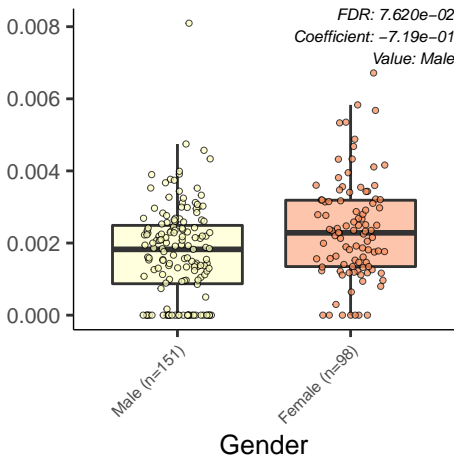 FDR: 7.620e−02
Coefficient: −7.19e−01
Value: Male
0.008
0.006
0.004
0.002
0.000
Male (n=151)
Female (n=98)
Gender